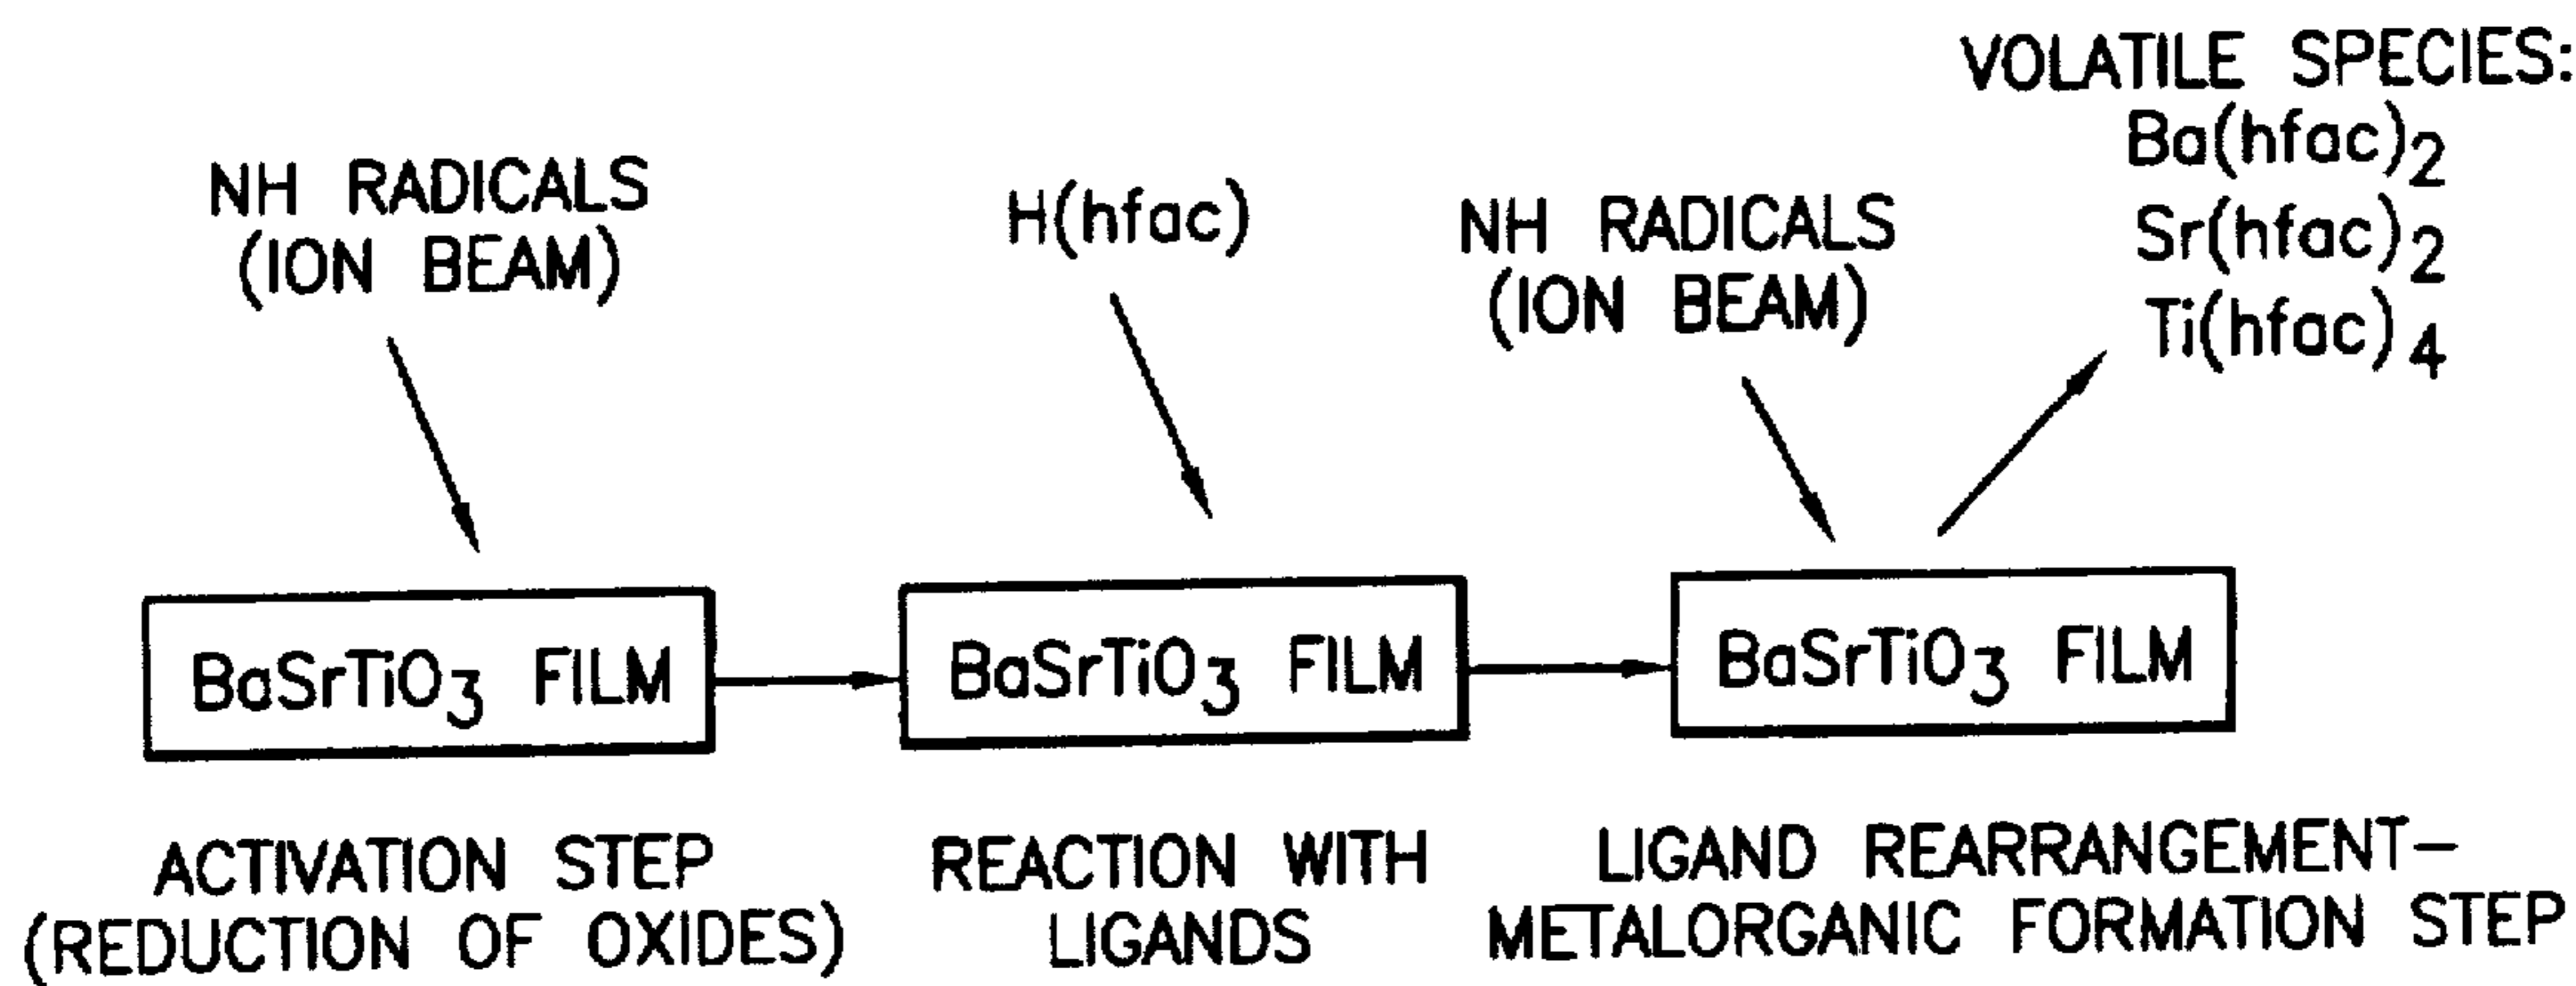 NH RADICALS
(ION BEAM)
H(hfac)
NH RADICALS
(ION BEAM)
VOLATILE SPECIES:
Ba(hfac)2
Sr(hfac)2
Ti(hfac)4
BaSrTiO3 FILM
BaSrTiO3 FILM
BaSrTiO3 FILM
ACTIVATION STEP
(REDUCTION OF OXIDES)
REACTION WITH
LIGANDS
LIGAND REARRANGEMENT–
METALORGANIC FORMATION STEP